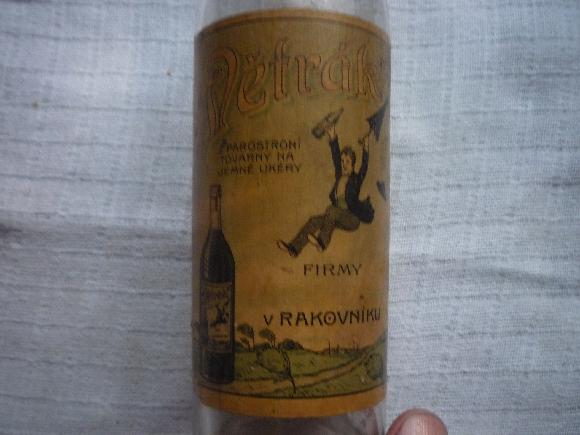 Větrák
PAROSTROJNÍ
TOVÁRNY NA
JEMNÉ LIKÉRY
FIRMY
V RAKOVNÍKU